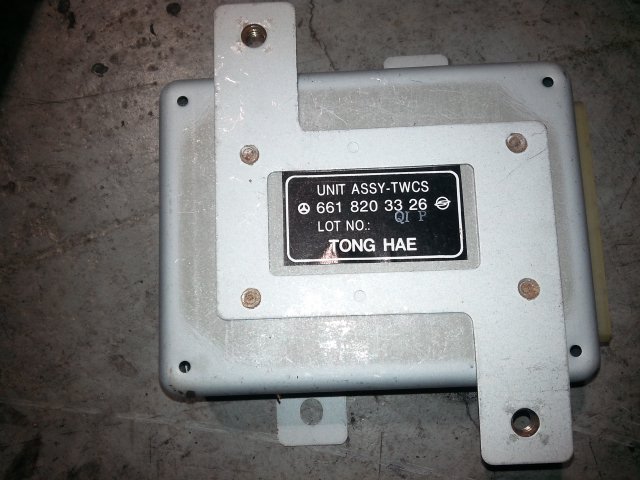 UNIT ASSY-TWCS
661 820 33 26
LOT NO.: QI P
TONG HAE